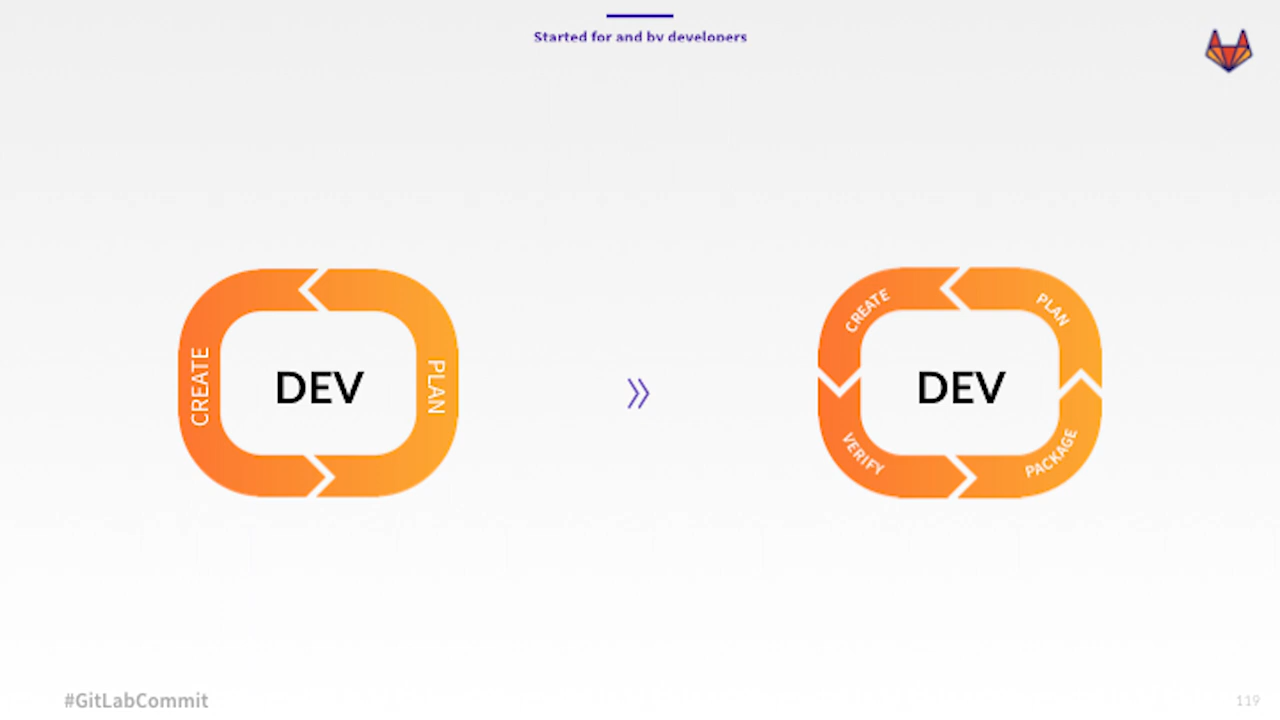 Started for and by developers
CREATE
DEV
PLAN
CREATE
PLAN
DEV
VERIFY
PACKAGE
#GitLabCommit
119